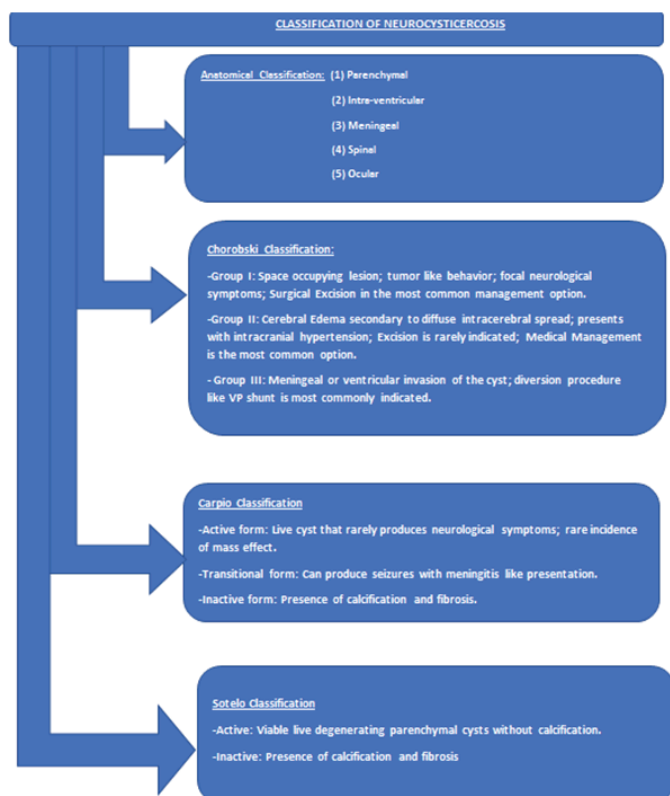 CLASSIFICATION OF NEUROCYSTICERCOSIS
Anatomical Classification: (1) Parenchymal
(2) Intra-ventricular
(3) Meningeal
(4) Spinal
(5) Ocular
Chorobski Classification:
-Group I: Space occupying lesion; tumor like behavior; focal neurological
symptoms; Surgical Excision in the most common management option.
-Group II: Cerebral Edema secondary to diffuse intracerebral spread; presents
with intracranial hypertension; Excision is rarely indicated; Medical Management
is the most common option.
- Group III: Meningeal or ventricular invasion of the cyst; diversion procedure
like VP shunt is most commonly indicated.
Carpio Classification
-Active form: Live cyst that rarely produces neurological symptoms; rare incidence
of mass effect.
-Transitional form: Can produce seizures with meningitis like presentation.
-Inactive form: Presence of calcification and fibrosis.
Sotelo Classification
-Active: Viable live degenerating parenchymal cysts without calcification.
-Inactive: Presence of calcification and fibrosis